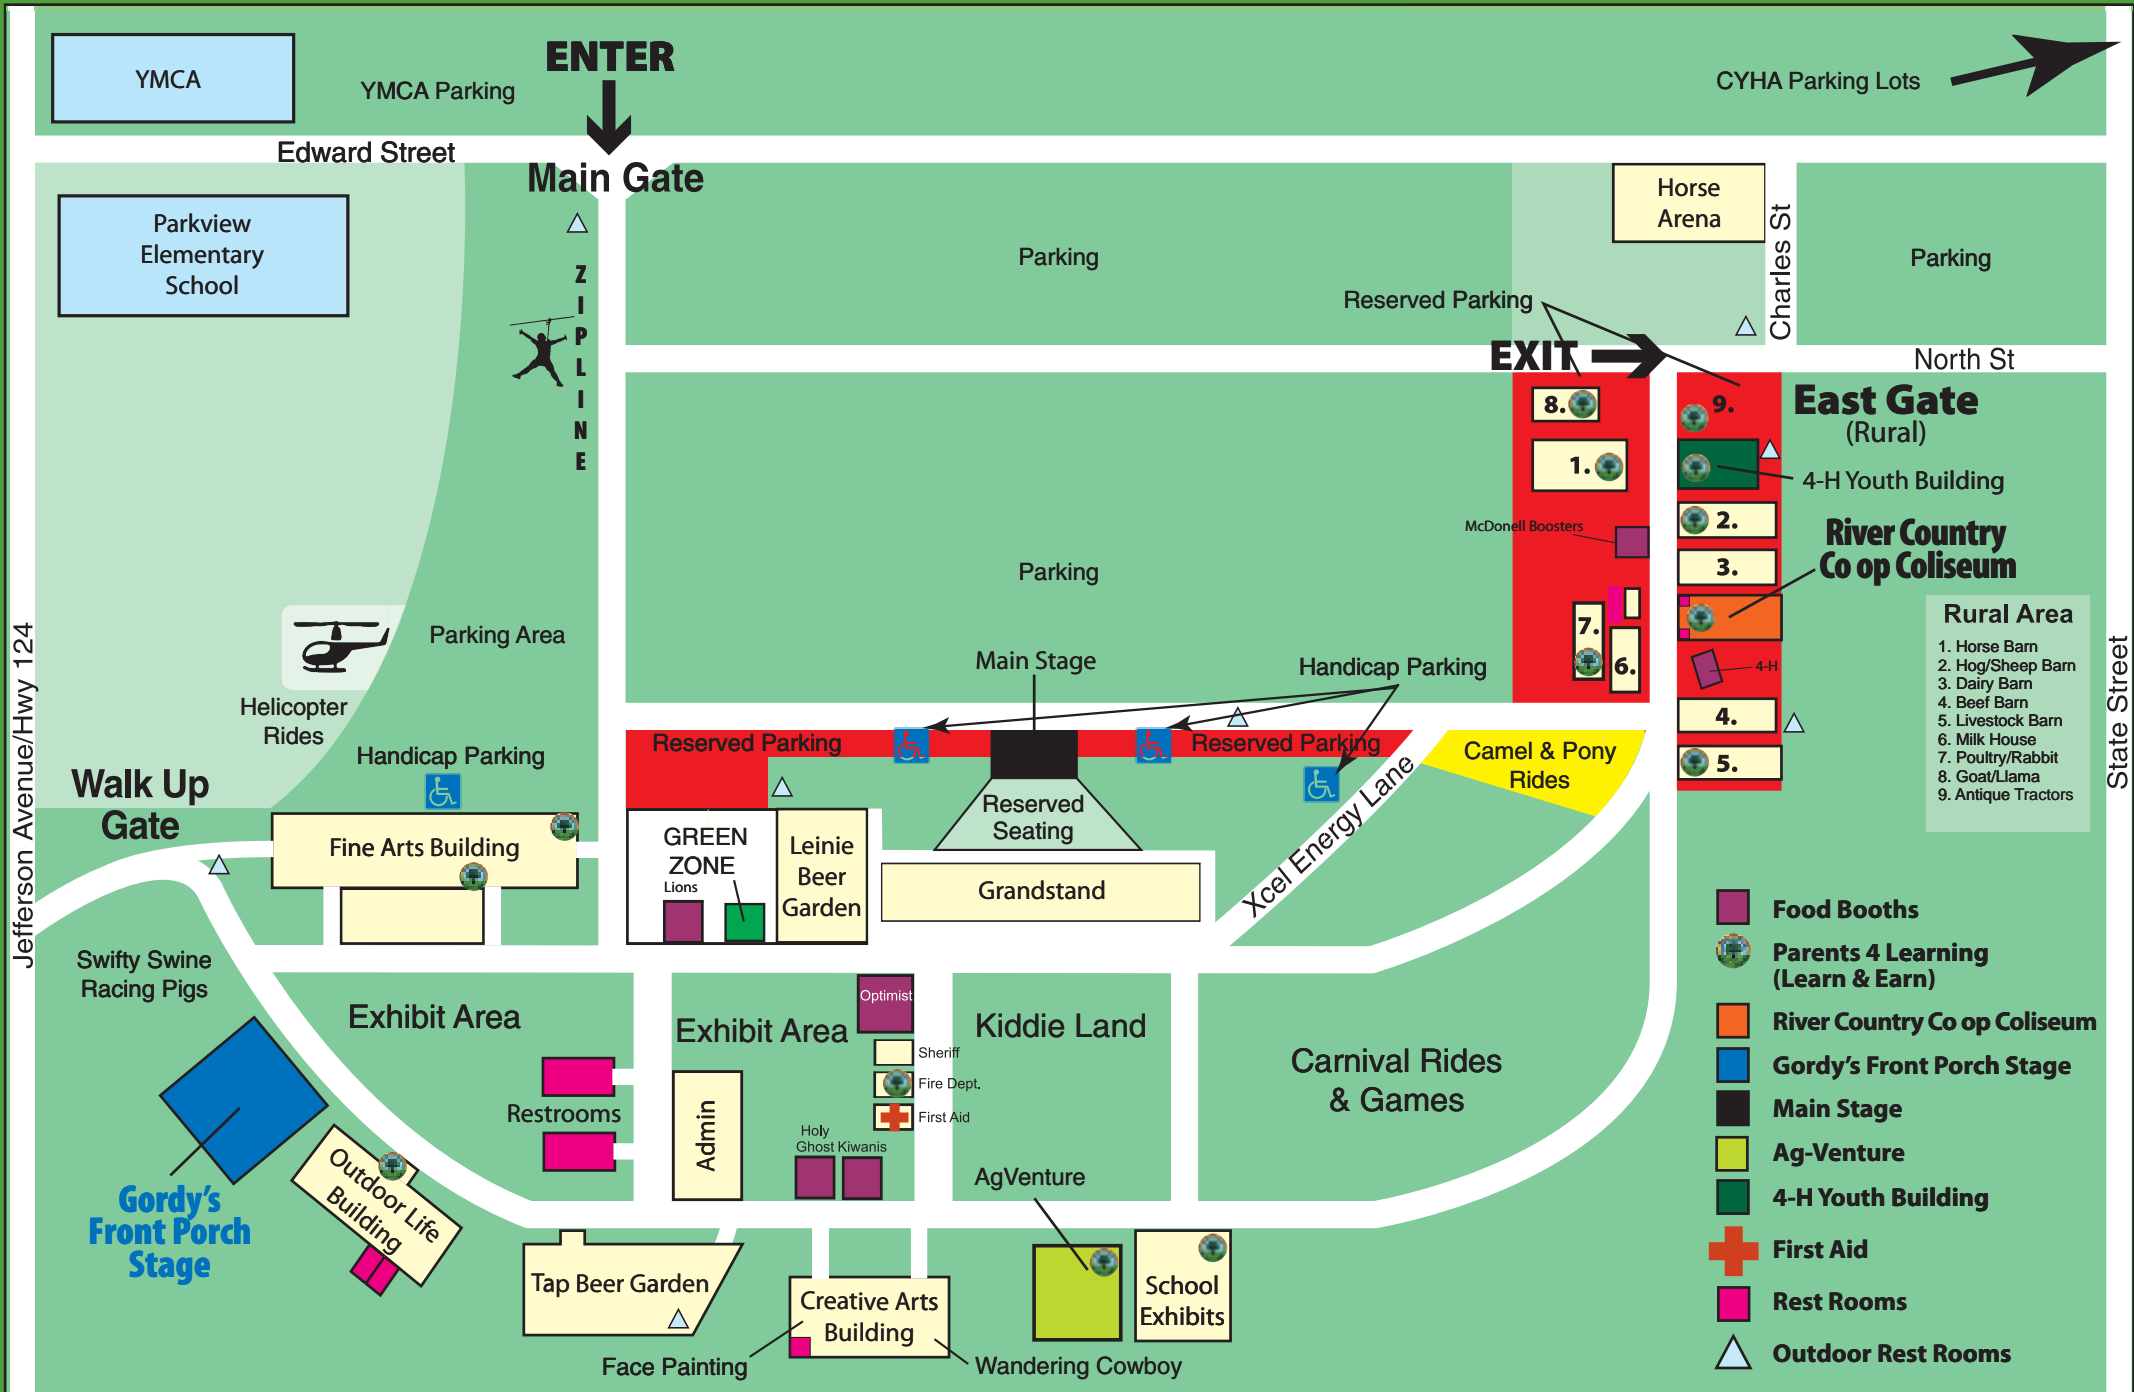 YMCA
YMCA Parking
ENTER
CYHA Parking Lots
Edward Street
Main Gate
Parkview
Elementary
School
ZIPLINE
Parking
Horse
Arena
Charles St
Parking
Reserved Parking
EXIT
North St
8.
9.
East Gate
(Rural)
1.
4-H Youth Building
2.
McDonell Boosters
River Country
Co op Coliseum
3.
Parking
Rural Area
1. Horse Barn
2. Hog/Sheep Barn
3. Dairy Barn
4. Beef Barn
5. Livestock Barn
6. Milk House
7. Poultry/Rabbit
8. Goat/Llama
9. Antique Tractors
7.
6.
4-H
4.
5.
Jefferson Avenue/Hwy 124
State Street
Parking Area
Helicopter
Rides
Main Stage
Handicap Parking
Handicap Parking
Reserved Parking
Reserved Parking
Camel & Pony
Rides
Walk Up
Gate
Reserved
Seating
Xcel Energy Lane
Fine Arts Building
GREEN
ZONE
Lions
Leinie
Beer
Garden
Grandstand
Swifty Swine
Racing Pigs
Exhibit Area
Exhibit Area
Optimist
Kiddie Land
Sheriff
Fire Dept.
First Aid
Carnival Rides
& Games
Restrooms
Admin
Holy
Ghost Kiwanis
AgVenture
Gordy's
Front Porch
Stage
Outdoor Life
Building
Tap Beer Garden
Creative Arts
Building
School
Exhibits
Face Painting
Wandering Cowboy
Food Booths
Parents 4 Learning
(Learn & Earn)
River Country Co op Coliseum
Gordy's Front Porch Stage
Main Stage
Ag-Venture
4-H Youth Building
First Aid
Rest Rooms
Outdoor Rest Rooms